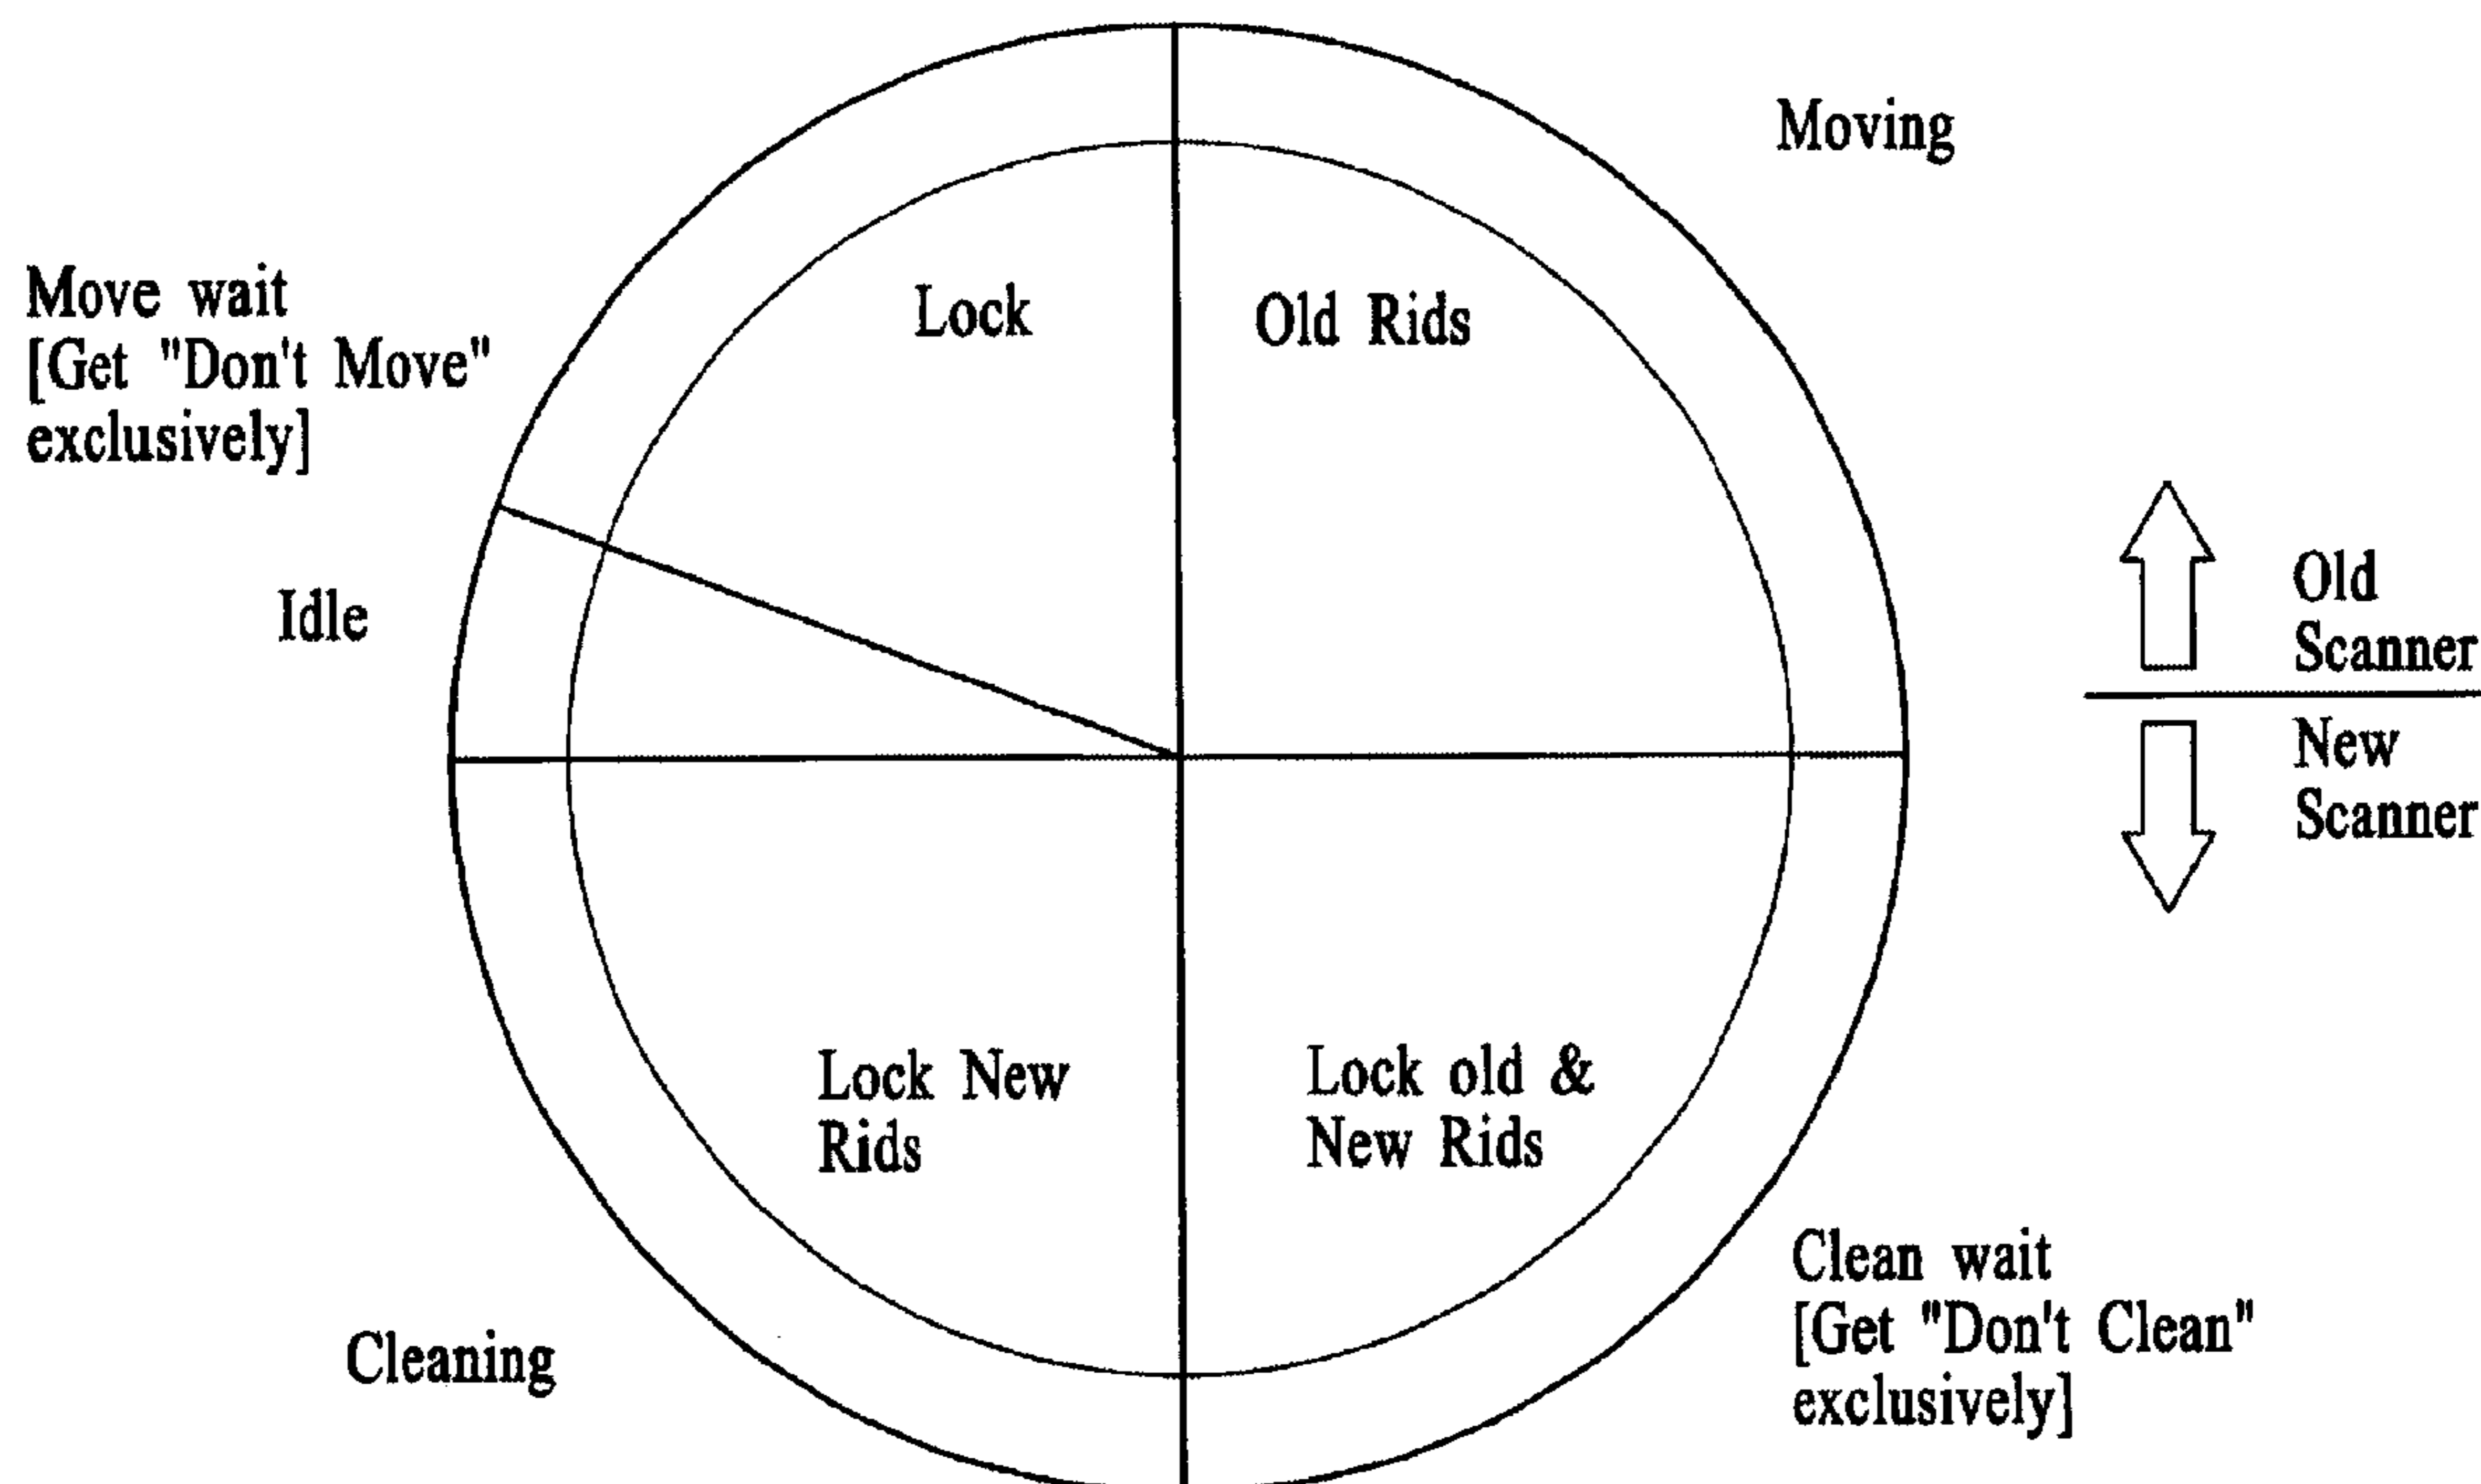 Moving
Move wait
[Get "Don't Move"
exclusively]
Lock
Old Rids
Idle
Old
Scanner
New
Scanner
Lock New
Rids
Lock old &
New Rids
Clean wait
[Get "Don't Clean"
exclusively]
Cleaning